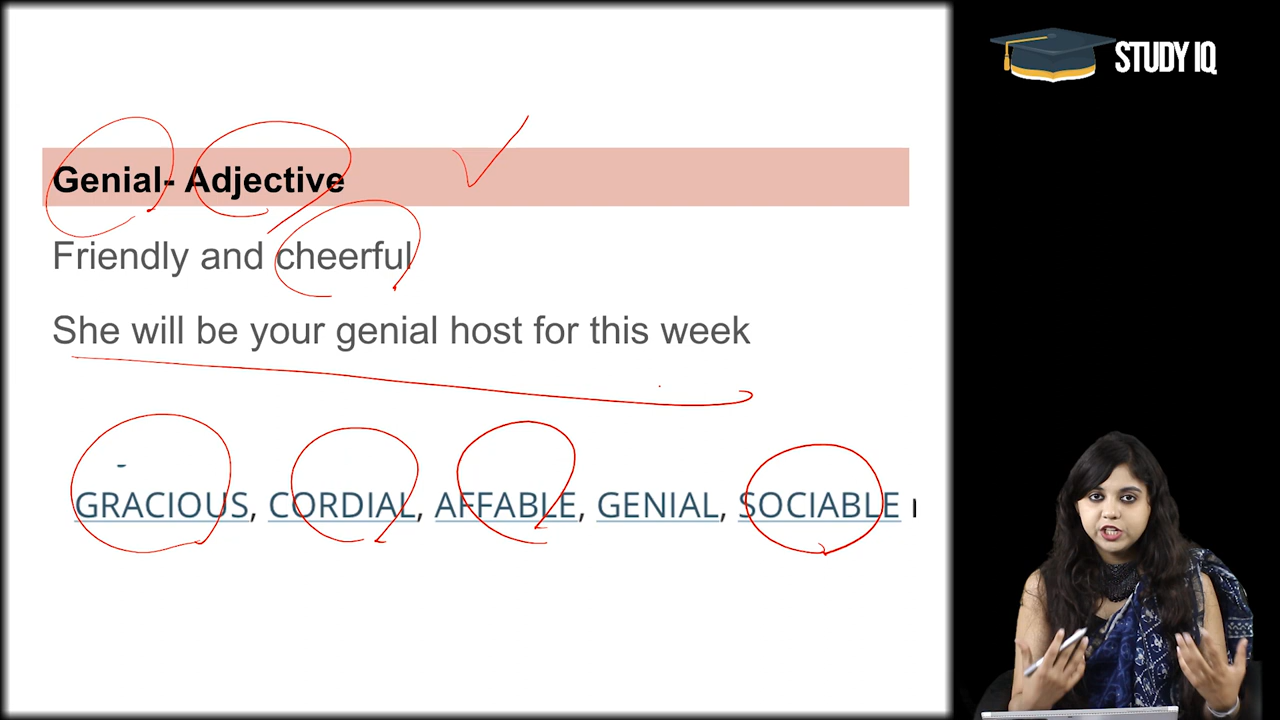 STUDY IQ
Genial- Adjective
Friendly and cheerful
She will be your genial host for this week
GRACIOUS, CORDIAL, AFFABLE, GENIAL, SOCIABLE